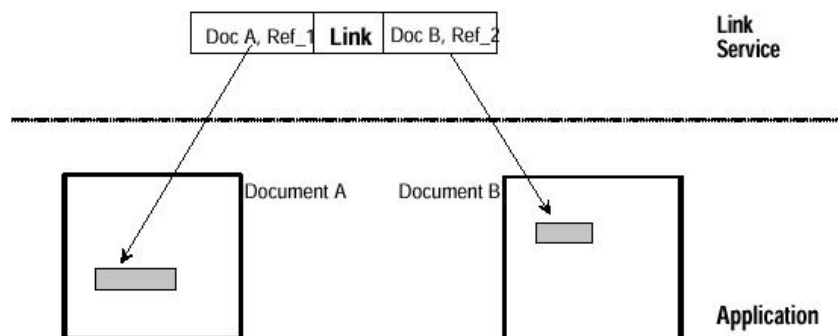 Doc A, Ref_1
Link
Doc B, Ref_2
Link
Service
Document A
Document B
Application